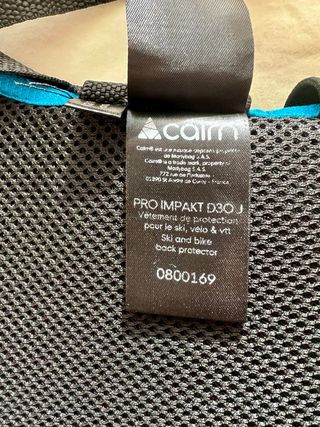 cairn
Cairn® est une marque déposée, propriété
de Martybag S.A.S.
Cairn® is a trade mark, property of
Martybag S.A.S.
772 rue de l'Industrie
01390 St André de Corcy - France
PRO IMPAKT D3O J
Vêtement de protection
pour le ski, vélo & vtt
Ski and bike
back protector
0800169